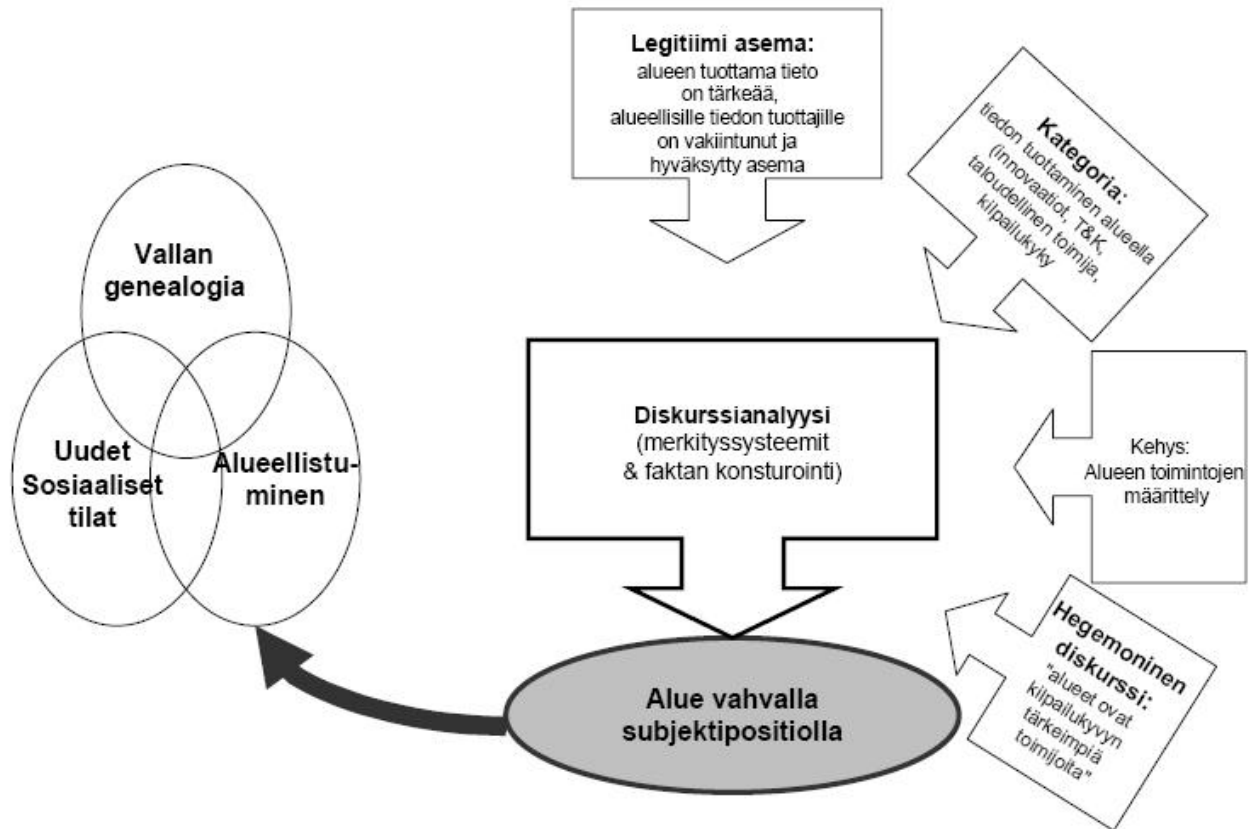 Legitiimi asema:
alueen tuottama tieto
on tärkeää,
alueellisille tiedon tuottajille
on vakiintunut ja
hyväksytty asema
Kategoria:
tiedon tuottaminen alueella
(innovaatiot, T&K,
taloudellinen toimija,
kilpailukyky
Vallan
genealogia
Uudet
Sosiaaliset
tilat
Alueellistu-
minen
Diskurssianalyysi
(merkityssysteemit
& faktan konsturointi)
Kehys:
Alueen toimintojen
määrittely
Hegemoninen
diskurssi:
"alueet ovat
kilpailukyvyn
tärkeimpiä
toimijoita"
Alue vahvalla
subjektipositiolla